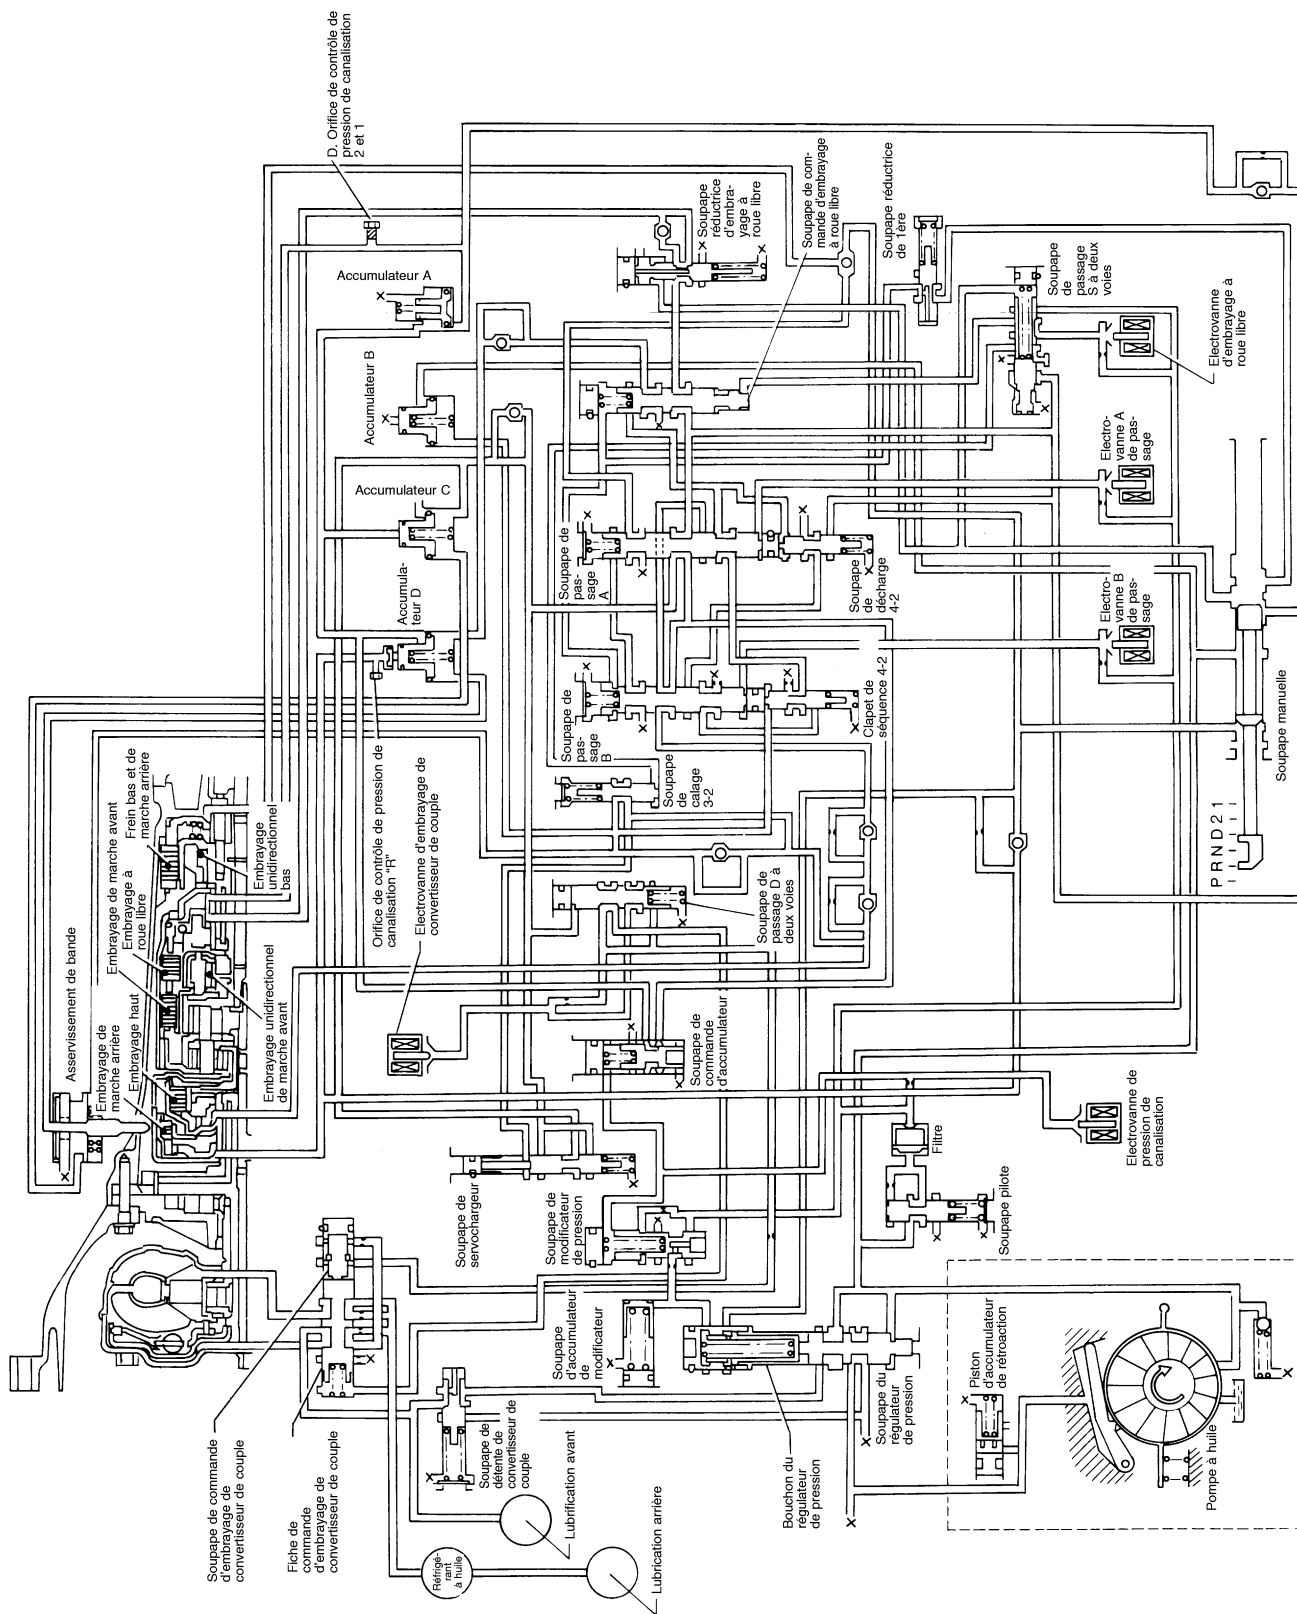 D. Orifice de contrôle de
pression de canalisation
2 et 1
Accumulateur A
Accumulateur B
Accumulateur C
Accumula-
teur D
Soupape
réductrice
d'embra-
yage à
roue libre
Soupape de com-
mande d'embrayage
à roue libre
Soupape réductrice
de 1ère
Soupape
de
passage
S à deux
voies
Electrovanne
d'embrayage à
roue libre
Electro-
vanne A
de pas-
sage
Electro-
vanne B
de pas-
sage
Soupape de
pas-
sage
A
Soupape
de
décharge
4-2
Soupape de
pas-
sage
B
Clapet de
séquence 4-2
Soupape
de
calage
3-2
Soupape manuelle
P R N D 2 1
Frein bas et de
marche arrière
Embrayage de marche avant
Embrayage à
roue libre
Embrayage
unidirectionnel
bas
Asservissement de bande
Embrayage de
marche arrière
Embrayage haut
Embrayage unidirectionnel
de marche avant
Orifice de contrôle de pression de
canalisation "R"
Electrovanne d'embrayage de
convertisseur de couple
Soupape de
passage D à
deux voies
Soupape de
commande
d'accumulateur
Soupape de
servochargeur
Soupape de
modificateur
de pression
Filtre
Soupape pilote
Electrovanne de
pression de
canalisation
Soupape
d'accumulateur
de
modificateur
Soupape de commande
d'embrayage de
convertisseur de couple
Fiche de
commande
d'embrayage de
convertisseur de couple
Soupape de
détente de
convertisseur de
couple
Bouchon du
régulateur
de pression
Soupape du
régulateur
de pression
Piston
d'accumulateur
de rétroaction
Pompe à huile
Lubrification avant
Lubrication arrière
Réfrigé-
rant
à huile